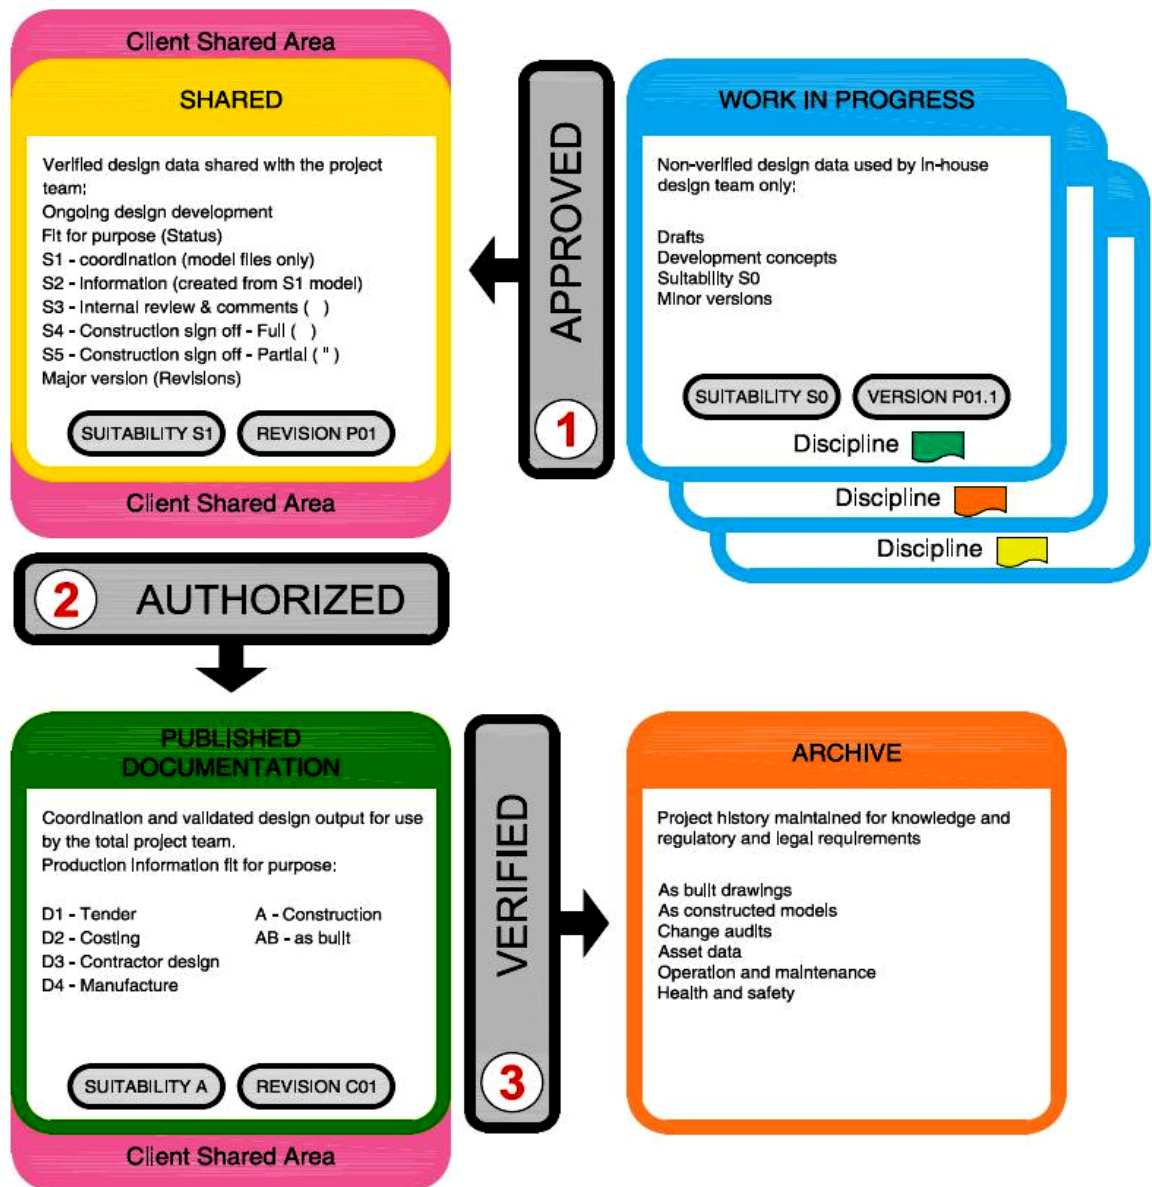 Client Shared Area
SHARED
Verified design data shared with the project
team:
Ongoing design development
Fit for purpose (Status)
S1 - coordination (model files only)
S2 - Information (created from S1 model)
S3 - Internal review & comments (  )
S4 - Construction sign off - Full (  )
S5 - Construction sign off - Partial ( " )
Major version (Revisions)
SUITABILITY S1
REVISION P01
Client Shared Area
APPROVED
1
WORK IN PROGRESS
Non-verified design data used by in-house
design team only:
Drafts
Development concepts
Suitability S0
Minor versions
SUITABILITY S0
VERSION P01.1
Discipline
Discipline
Discipline
2 AUTHORIZED
PUBLISHED
DOCUMENTATION
Coordination and validated design output for use
by the total project team.
Production information fit for purpose:
D1 - Tender
D2 - Costing
D3 - Contractor design
D4 - Manufacture
A - Construction
AB - as built
SUITABILITY A
REVISION C01
Client Shared Area
VERIFIED
3
ARCHIVE
Project history maintained for knowledge and
regulatory and legal requirements
As built drawings
As constructed models
Change audits
Asset data
Operation and maintenance
Health and safety